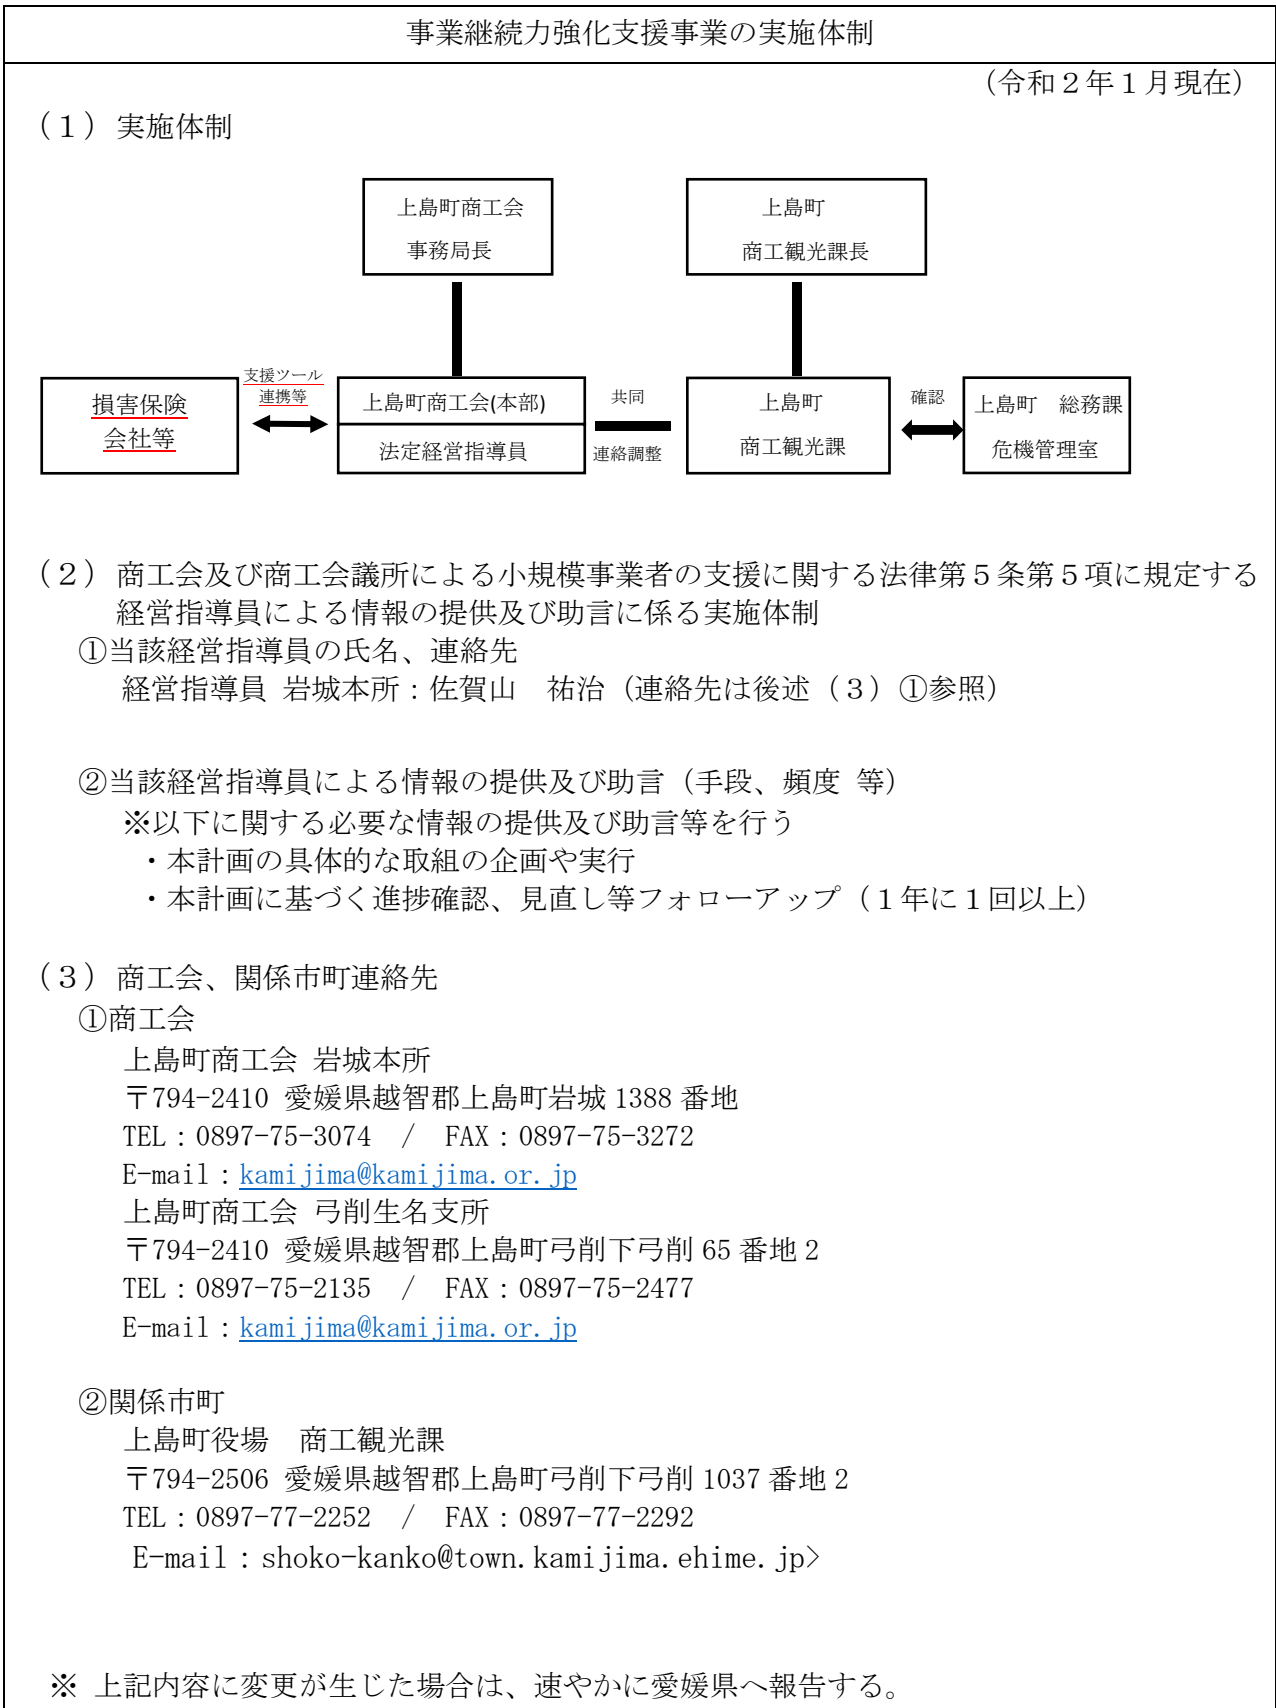 事業継続力強化支援事業の実施体制
（令和２年１月現在）
（１）実施体制
上島町商工会
事務局長
上島町
商工観光課長
損害保険
会社等
支援ツール
連携等
上島町商工会(本部)
法定経営指導員
共同
連絡調整
上島町
商工観光課
確認
上島町　総務課
危機管理室
（２）商工会及び商工会議所による小規模事業者の支援に関する法律第５条第５項に規定する
経営指導員による情報の提供及び助言に係る実施体制
①当該経営指導員の氏名、連絡先
経営指導員 岩城本所：佐賀山　祐治（連絡先は後述（３）①参照）
②当該経営指導員による情報の提供及び助言（手段、頻度 等）
※以下に関する必要な情報の提供及び助言等を行う
・本計画の具体的な取組の企画や実行
・本計画に基づく進捗確認、見直し等フォローアップ（１年に１回以上）
（３）商工会、関係市町連絡先
①商工会
上島町商工会 岩城本所
〒794-2410 愛媛県越智郡上島町岩城 1388 番地
TEL：0897-75-3074　/　FAX：0897-75-3272
E-mail：kamijima@kamijima.or.jp
上島町商工会 弓削生名支所
〒794-2410 愛媛県越智郡上島町弓削下弓削 65 番地 2
TEL：0897-75-2135　/　FAX：0897-75-2477
E-mail：kamijima@kamijima.or.jp
②関係市町
上島町役場　商工観光課
〒794-2506 愛媛県越智郡上島町弓削下弓削 1037 番地 2
TEL：0897-77-2252　/　FAX：0897-77-2292
E-mail：shoko-kanko@town.kamijima.ehime.jp>
※ 上記内容に変更が生じた場合は、速やかに愛媛県へ報告する。